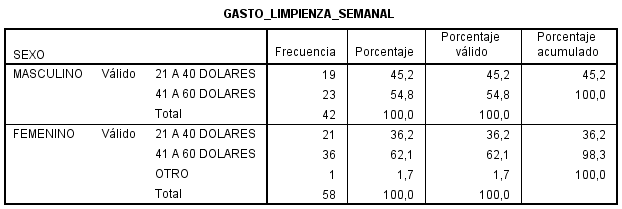 GASTO_LIMPIENZA_SEMANAL
SEXO Frecuencia Porcentaje Porcentaje válido Porcentaje acumulado
MASCULINO Válido 21 A 40 DOLARES 19 45,2 45,2 45,2
41 A 60 DOLARES 23 54,8 54,8 100,0
Total 42 100,0 100,0
FEMENINO Válido 21 A 40 DOLARES 21 36,2 36,2 36,2
41 A 60 DOLARES 36 62,1 62,1 98,3
OTRO 1 1,7 1,7 100,0
Total 58 100,0 100,0